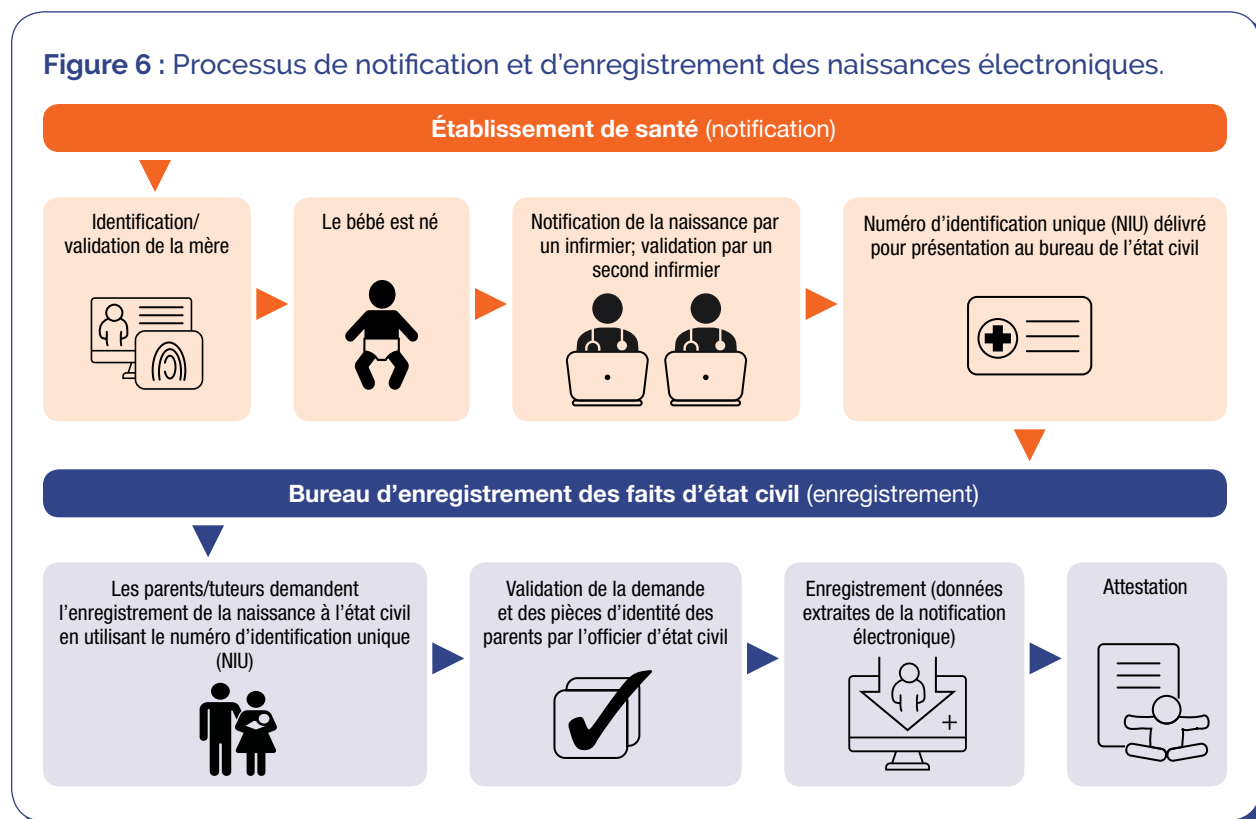 Figure 6 : Processus de notification et d'enregistrement des naissances électroniques.
Établissement de santé (notification)
Identification/
validation de la mère
Le bébé est né
Notification de la naissance par
un infirmier; validation par un
second infirmier
Numéro d'identification unique (NIU) délivré
pour présentation au bureau de l'état civil
Bureau d'enregistrement des faits d'état civil (enregistrement)
Les parents/tuteurs demandent
l'enregistrement de la naissance à l'état civil
en utilisant le numéro d'identification unique
(NIU)
Validation de la demande
et des pièces d'identité des
parents par l'officier d'état civil
Enregistrement (données
extraites de la notification
électronique)
Attestation